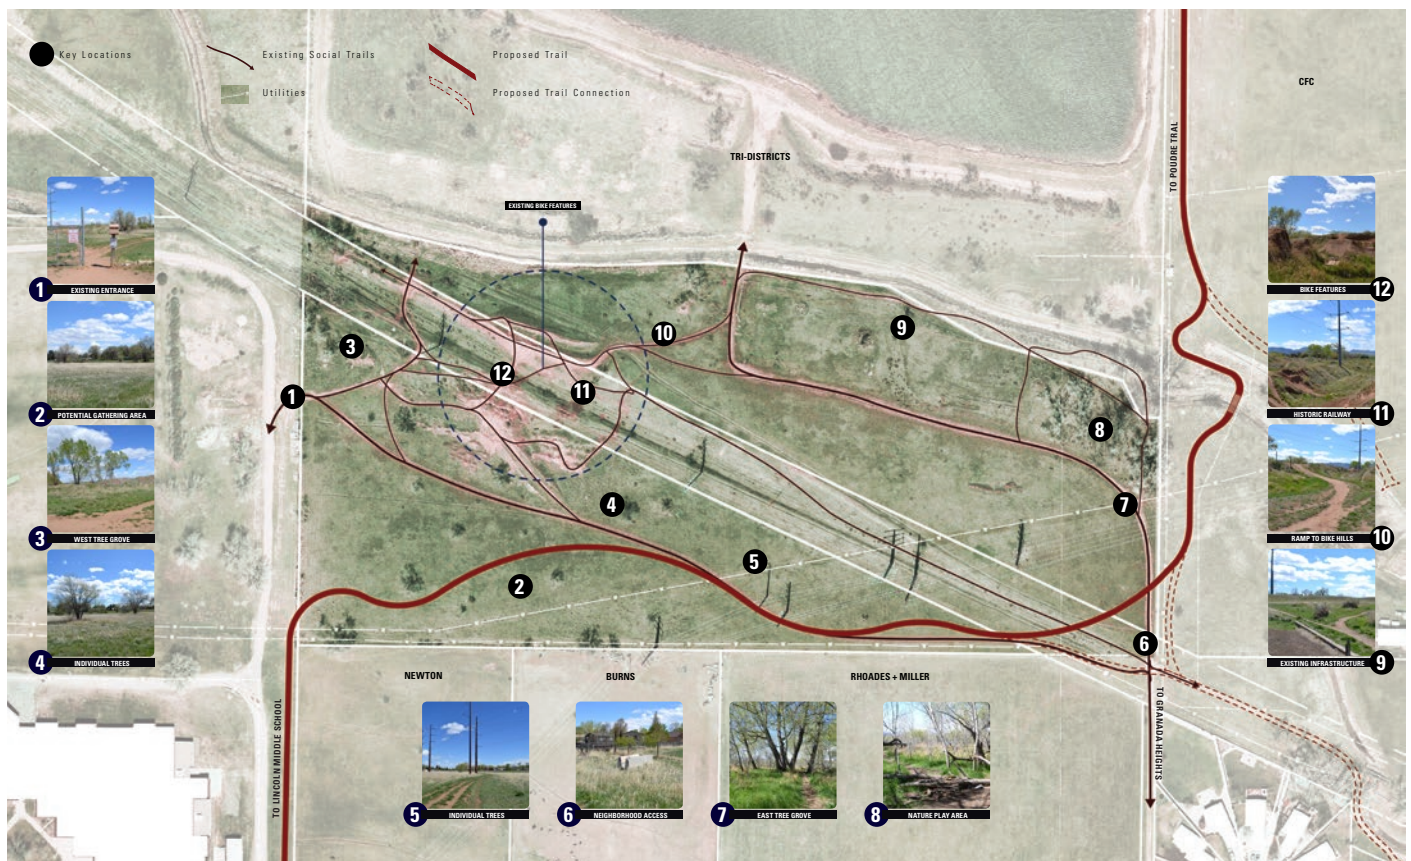 Key Locations
Existing Social Trails
Proposed Trail
Utilities
Proposed Trail Connection
CFC
TRI-DISTRICTS
TO POUDRE TRAL
EXISTING BIKE FEATURES
1 EXISTING ENTRANCE
2 POTENTIAL GATHERING AREA
3 WEST TREE GROVE
4 INDIVIDUAL TREES
BIKE FEATURES 12
HISTORIC RAILWAY 11
RAMP TO BIKE HILLS 10
EXISTING INFRASTRUCTURE 9
10
9
3
12
11
1
8
4
7
5
2
6
NEWTON
BURNS
RHOADES + MILLER
TO LINCOLN MIDDLE SCHOOL
TO GRANADA HEIGHTS
5 INDIVIDUAL TREES
6 NEIGHBORHOOD ACCESS
7 EAST TREE GROVE
8 NATURE PLAY AREA